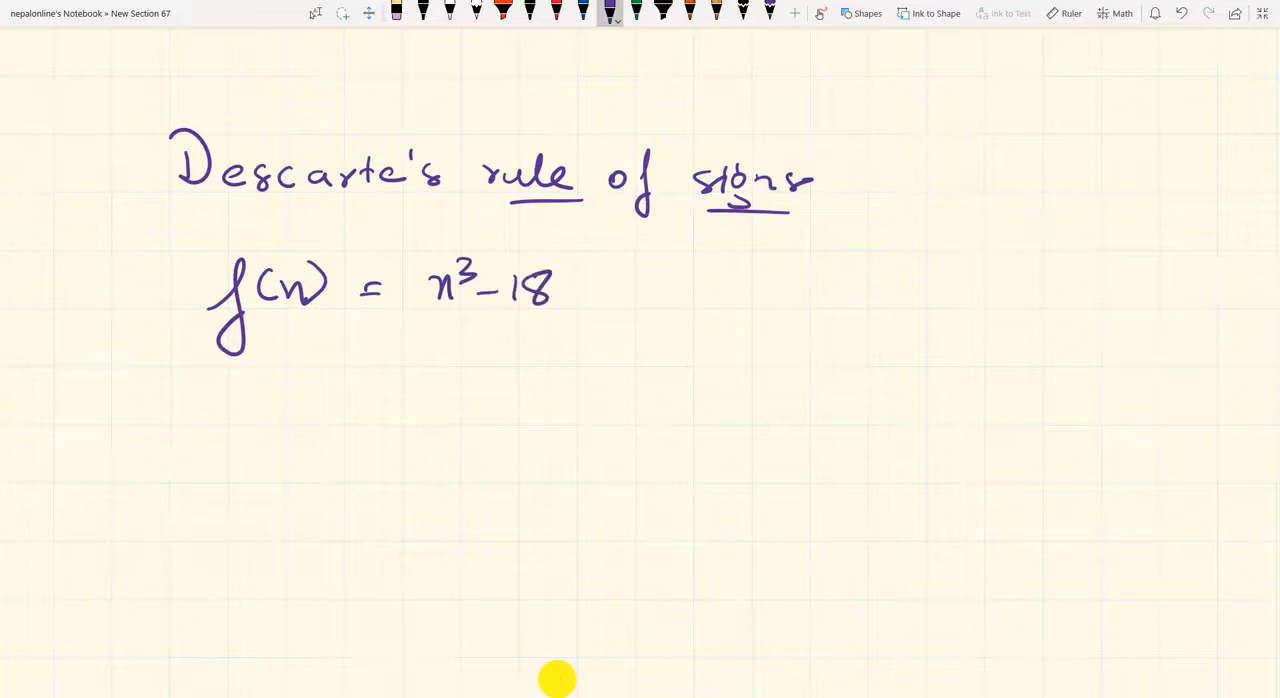 nepalonline's Notebook » New Section 67
Shapes Ink to Shape Ink to Text Ruler Math
Descarte's rule of signs
f(x) = x³ - 18